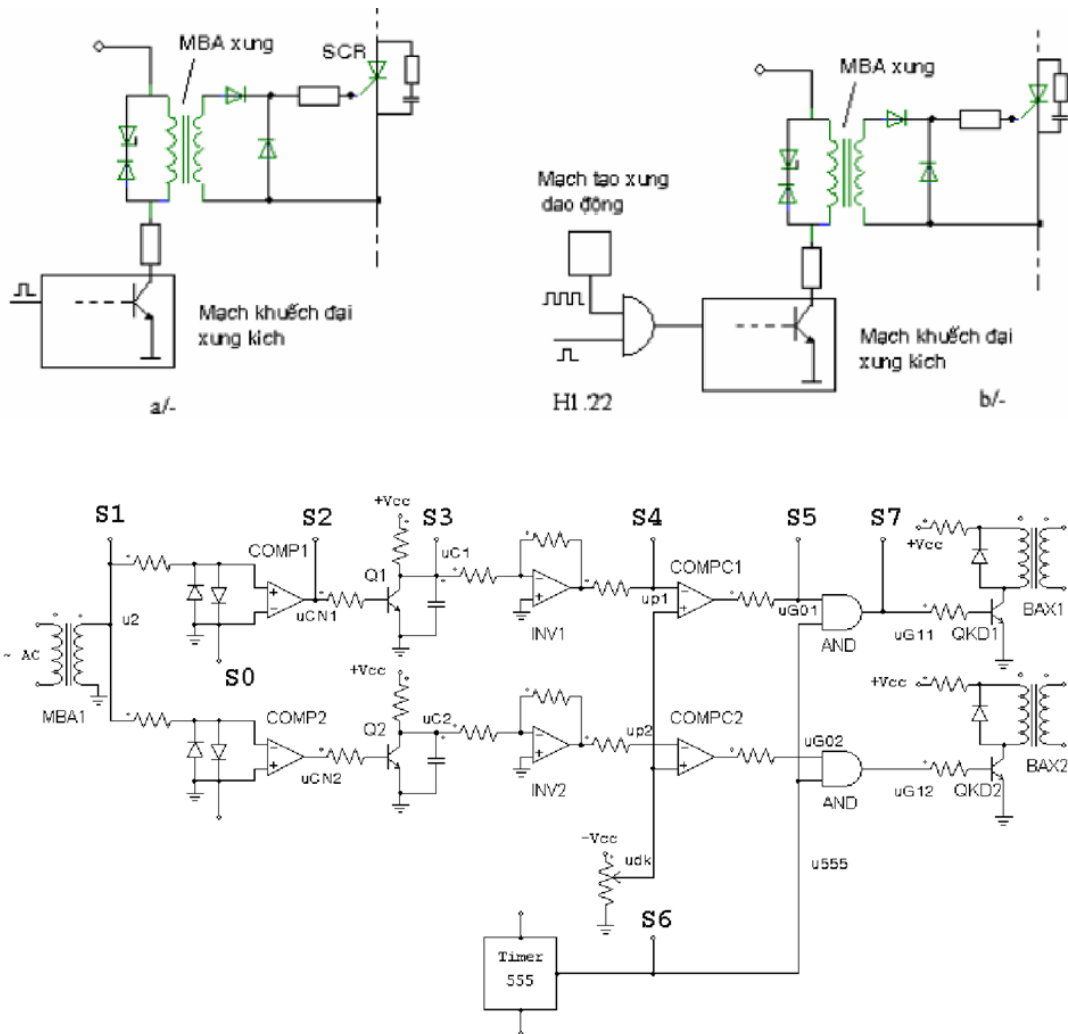 MBA xung
SCR
Mạch khuếch đại
xung kich
a/-
MBA xung
Mạch tạo xung
dao động
Mạch khuếch đại
xung kich
H1.22
b/-
S1
S2
+Vcc
S3
S4
S5
S7
+Vcc
COMP1
uC1
Q1
COMPC1
u2
uCN1
up1
uG01
BAX1
INV1
AND
uG11
QKD1
~ AC
S0
+Vcc
+Vcc
MBA1
COMP2
Q2
uC2
up2
COMPC2
uCN2
uG02
BAX2
INV2
AND
uG12
QKD2
-Vcc
udk
u555
S6
Timer
555